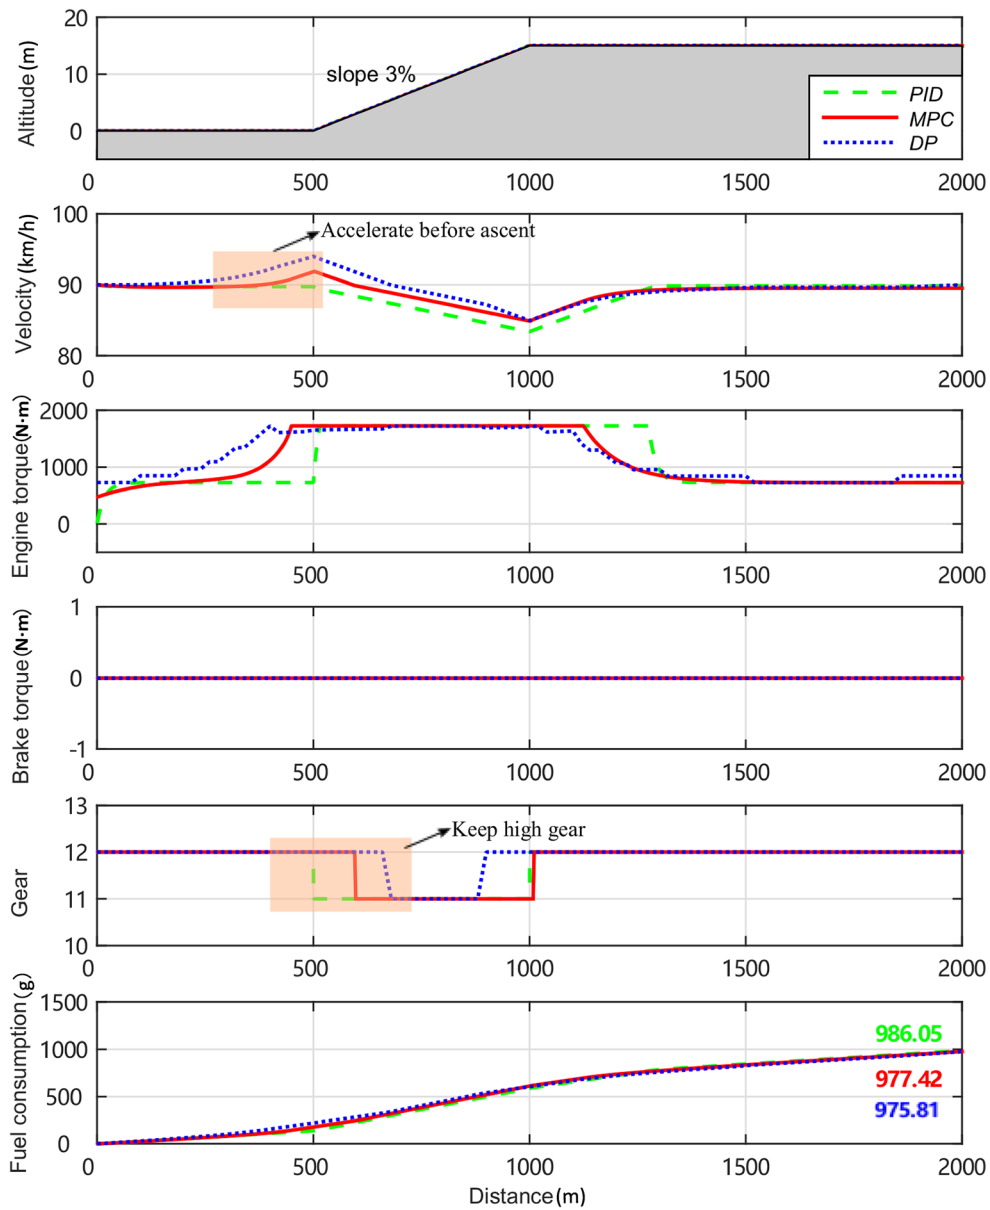 Altitude(m)
20
10
0
slope 3%
PID
MPC
DP
0 500 1000 1500 2000
Velocity(km/h)
100
90
80
Accelerate before ascent
0 500 1000 1500 2000
Engine torque(N·m)
2000
1000
0
0 500 1000 1500 2000
Brake torque(N·m)
1
0
-1
0 500 1000 1500 2000
Gear
13
12
11
10
Keep high gear
0 500 1000 1500 2000
Fuel consumption(g)
1500
1000
500
0
986.05
977.42
975.81
0 500 1000 1500 2000
Distance(m)